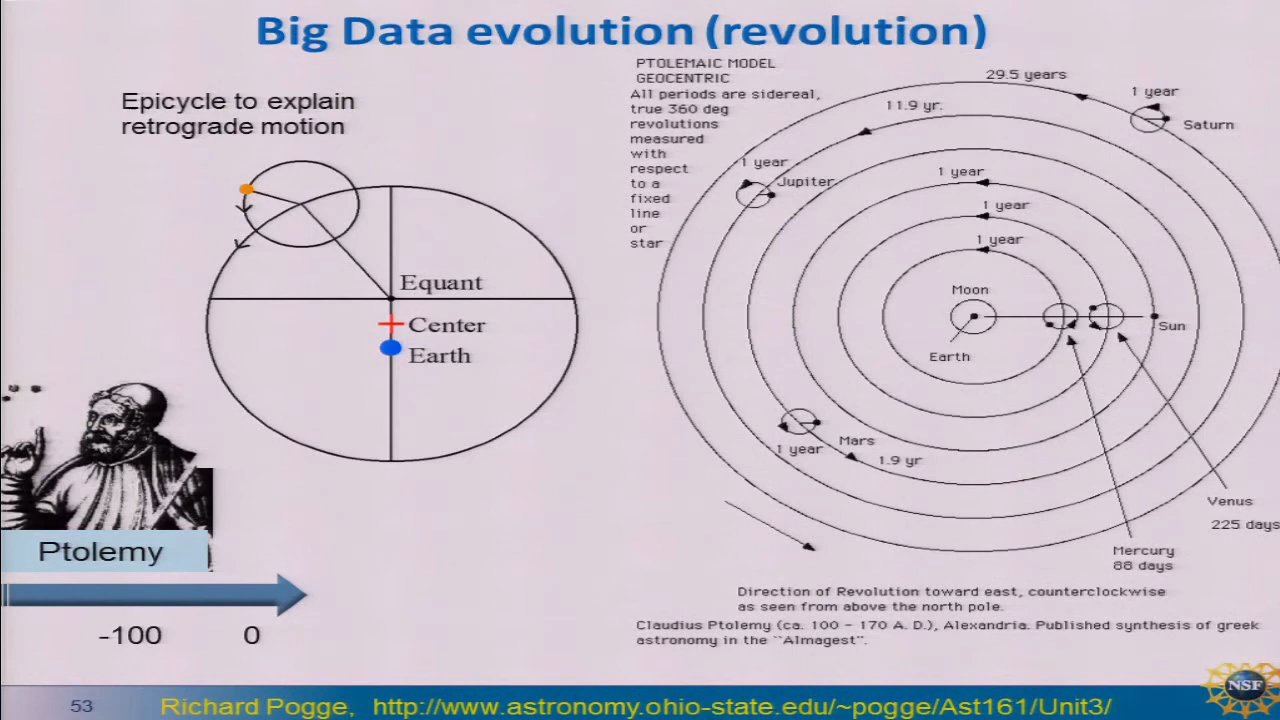 Big Data evolution (revolution)
Epicycle to explain
retrograde motion
Equant
Center
Earth
Ptolemy
-100
0
PTOLEMAIC MODEL
GEOCENTRIC
All periods are sidereal,
true 360 deg
revolutions
measured
with
respect
to a
fixed
line
or
star
29.5 years
1 year
Saturn
11.9 yr.
1 year
Jupiter
1 year
1 year
1 year
Moon
Earth
Sun
Mars
1 year
1.9 yr
Venus
225 days
Mercury
88 days
Direction of Revolution toward east, counterclockwise
as seen from above the north pole.
Claudius Ptolemy (ca. 100 - 170 A. D.), Alexandria. Published synthesis of greek
astronomy in the ``Almagest''.
53
Richard Pogge, http://www.astronomy.ohio-state.edu/~pogge/Ast161/Unit3/
NSF